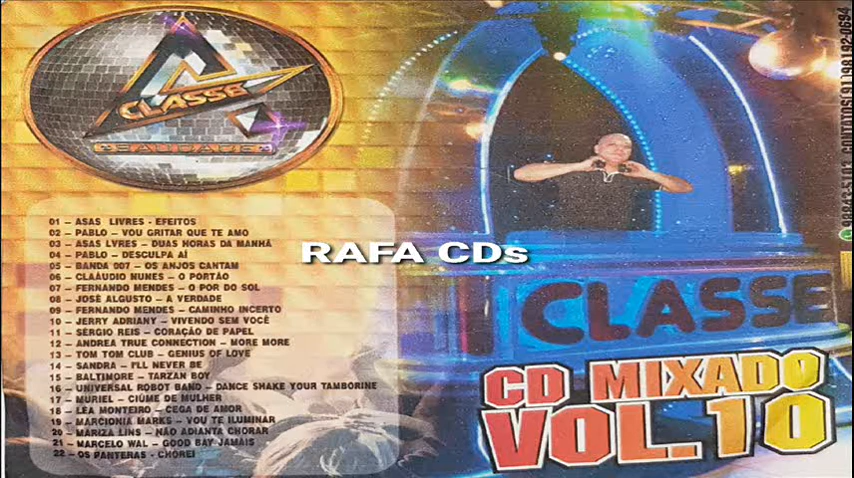 CLASSE
*SAUDADE*
01 – ASAS LIVRES - EFEITOS
02 – PABLO – VOU GRITAR QUE TE AMO
03 – ASAS LYRES – DUAS HORAS DA MANHÃ
04 – PABLO – DESCULPA AÍ
05 – BANDA 007 – OS ANJOS CANTAM
06 – CLAÁUDIO NUNES – O PORTÃO
07 – FERNANDO MENDES – O POR DO SOL
08 – JOSÉ ALGUSTO – A VERDADE
09 – FERNANDO MENDES – CAMINHO INCERTO
10 – JERRY ADRIANY – VIVENDO SEM VOCÊ
11 – SÉRGIO REIS – CORAÇÃO DE PAPEL
12 – ANDREA TRUE CONNECTION – MORE MORE
13 – TOM TOM CLUB – GENIUS OF LOVE
14 – SANDRA – I'LL NEVER BE
15 – BALTIMORE – TARZAN BOY
16 – UNIVERSAL ROBOT BAND – DANCE SHAKE YOUR TAMBORINE
17 – MURIEL – CIÚME DE MULHER
18 – LÉA MONTEIRO – CEGA DE AMOR
19 – MARCIONIA MARKS – VOU TE ILUMINAR
20 – MARIZA LINS – NÃO ADIANTA CHORAR
21 – MARCELO WAL – GOOD BAY JAMAIS
22 – OS PANTERAS - CHOREI
RAFA CDs
CLASSE
CD MIXADO
VOL.10